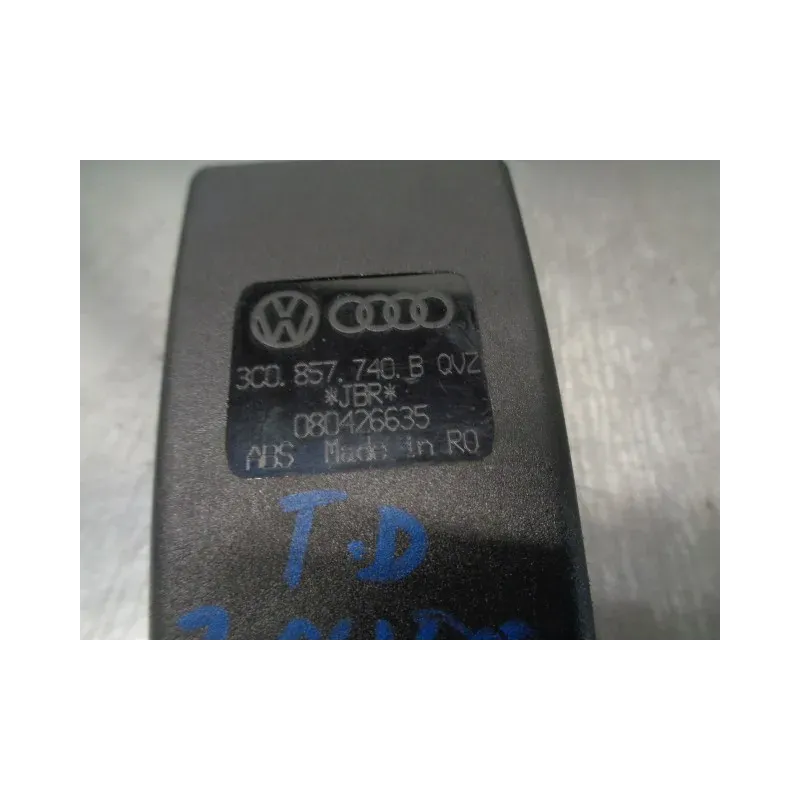 3C0.857.740.B QVZ
*JBR*
080426635
ABS Made in RO
T.D